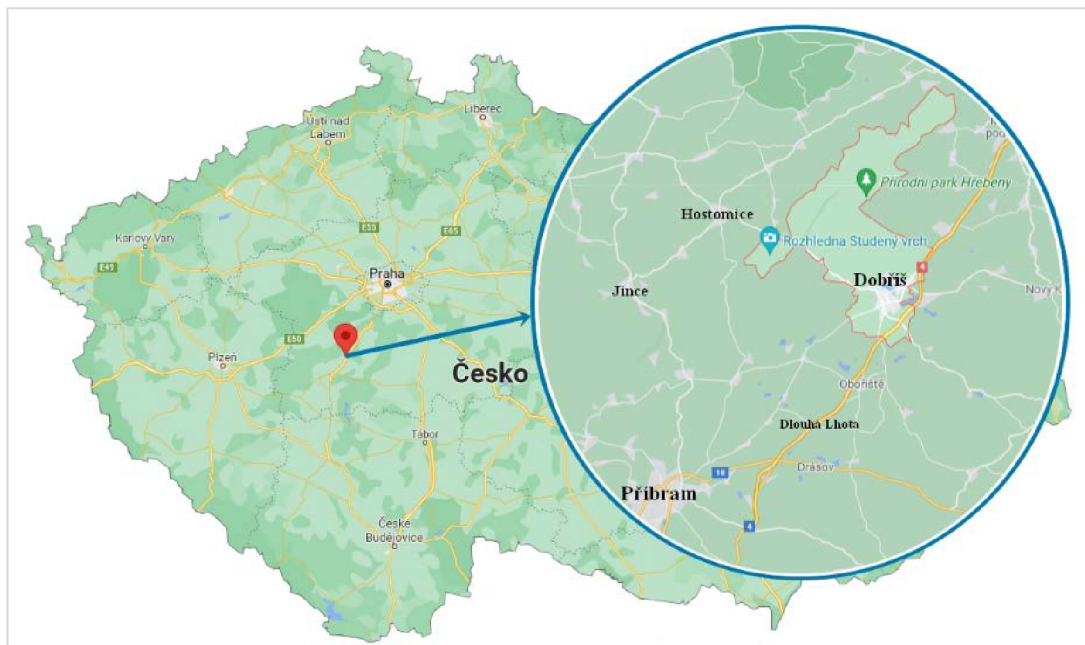 Liberec
Ústí nad
Labem
Karlovy Vary
E49
E55
E65
Praha
E50
Plzeň
Česko
Tábor
České
Budějovice
pod
Přírodní park Hřebeny
Hostomice
Rozhledna Studený vrch
4
Dobříš
Jince
Nový K
Obořiště
Dlouhá Lhota
Drásov
18
Příbram
4